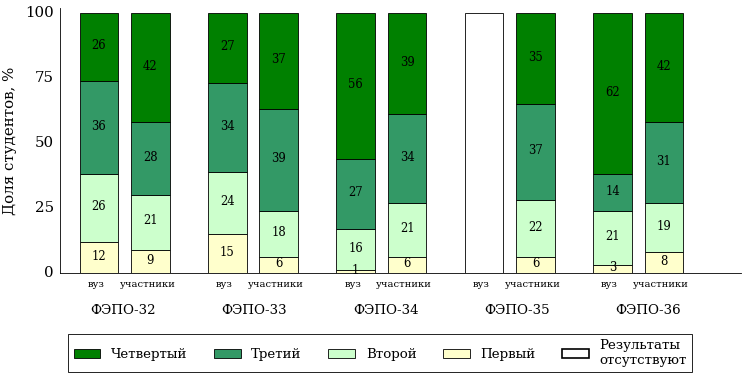 Доля студентов, %
100
75
50
25
0
26 42 27 37 56 39 35 62 42
36 28 34 39 27 34 37 14 31
26 21 24 18 16 21 22 21 19
12 9 15 6 1 6 6 3 8
вуз участники вуз участники вуз участники вуз участники вуз участники
ФЭПО-32 ФЭПО-33 ФЭПО-34 ФЭПО-35 ФЭПО-36
Четвертый Третий Второй Первый Результаты
отсутствуют